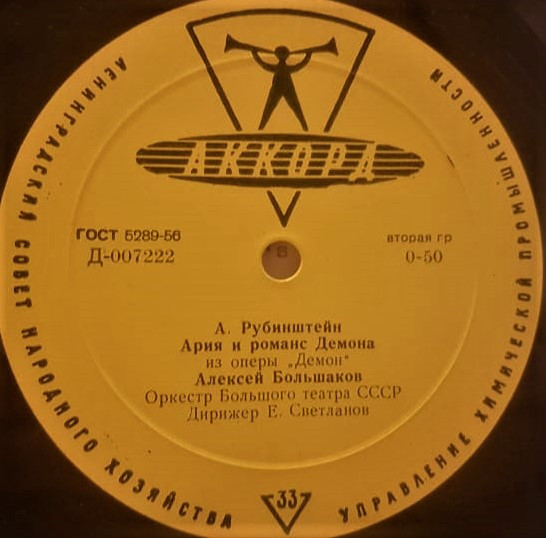 ЛЕНИНГРАДСКИЙ СОВЕТ НАРОДНОГО ХОЗЯЙСТВА
УПРАВЛЕНИЕ ХИМИЧЕСКОЙ ПРОМЫШЛЕННОСТИ
АККОРД
ГОСТ 5289-56
Д-007222
вторая гр
0-50
А. Рубинштейн
Ария и романс Демона
из оперы „Демон"
Алексей Большаков
Оркестр Большого театра СССР
Дирижер Е. Светланов
33